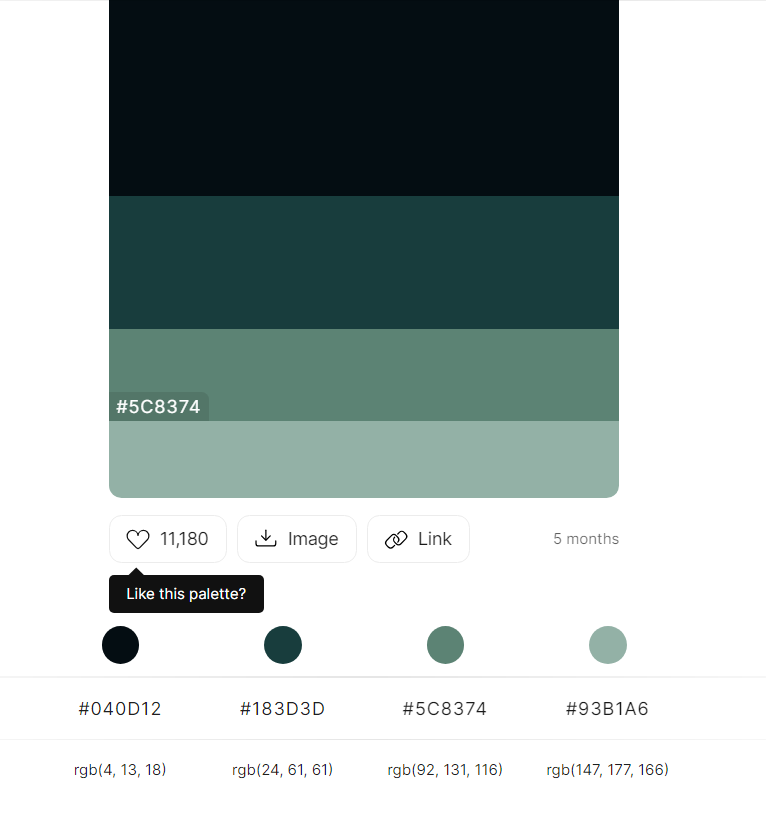 #5C8374
11,180 Image Link 5 months
Like this palette?
#040D12 #183D3D #5C8374 #93B1A6
rgb(4, 13, 18) rgb(24, 61, 61) rgb(92, 131, 116) rgb(147, 177, 166)